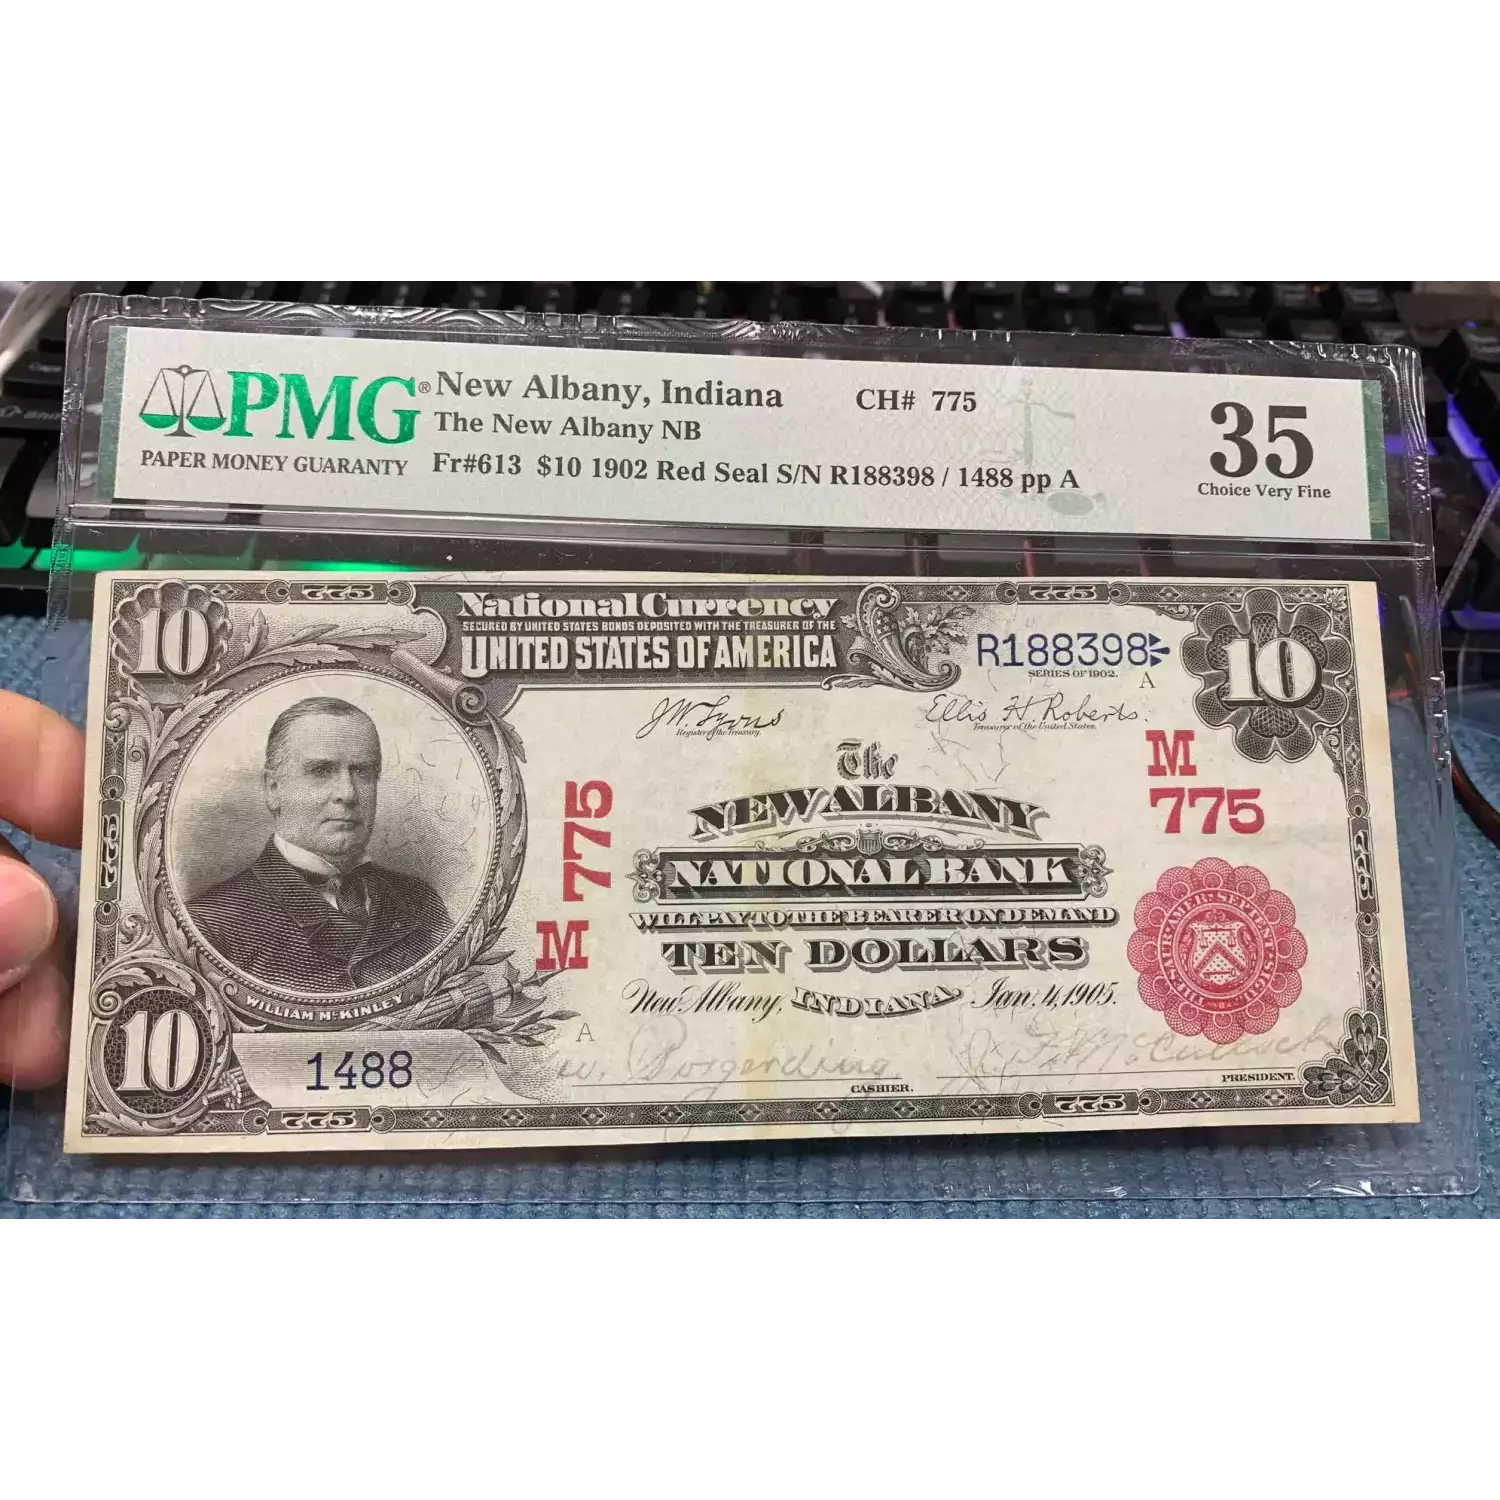 PMG®
PAPER MONEY GUARANTY
New Albany, Indiana CH# 775
The New Albany NB
Fr#613 $10 1902 Red Seal S/N R188398 / 1488 pp A
35
Choice Very Fine
10
775
National Currency
SECURED BY UNITED STATES BONDS DEPOSITED WITH THE TREASURER OF THE
UNITED STATES OF AMERICA
775
R188398
SERIES OF 1902.
A
10
J.W. Lyons
Register of the Treasury.
Ellis H. Roberts.
Treasurer of the United States.
M
775
The
NEW ALBANY
NATIONAL BANK
WILL PAY TO THE BEARER ON DEMAND
TEN DOLLARS
New Albany, INDIANA. Jan. 4, 1905.
M 775
775
775
WILLIAM McKINLEY
A
10
1488
CASHIER.
McCulloch
PRESIDENT.
775
775